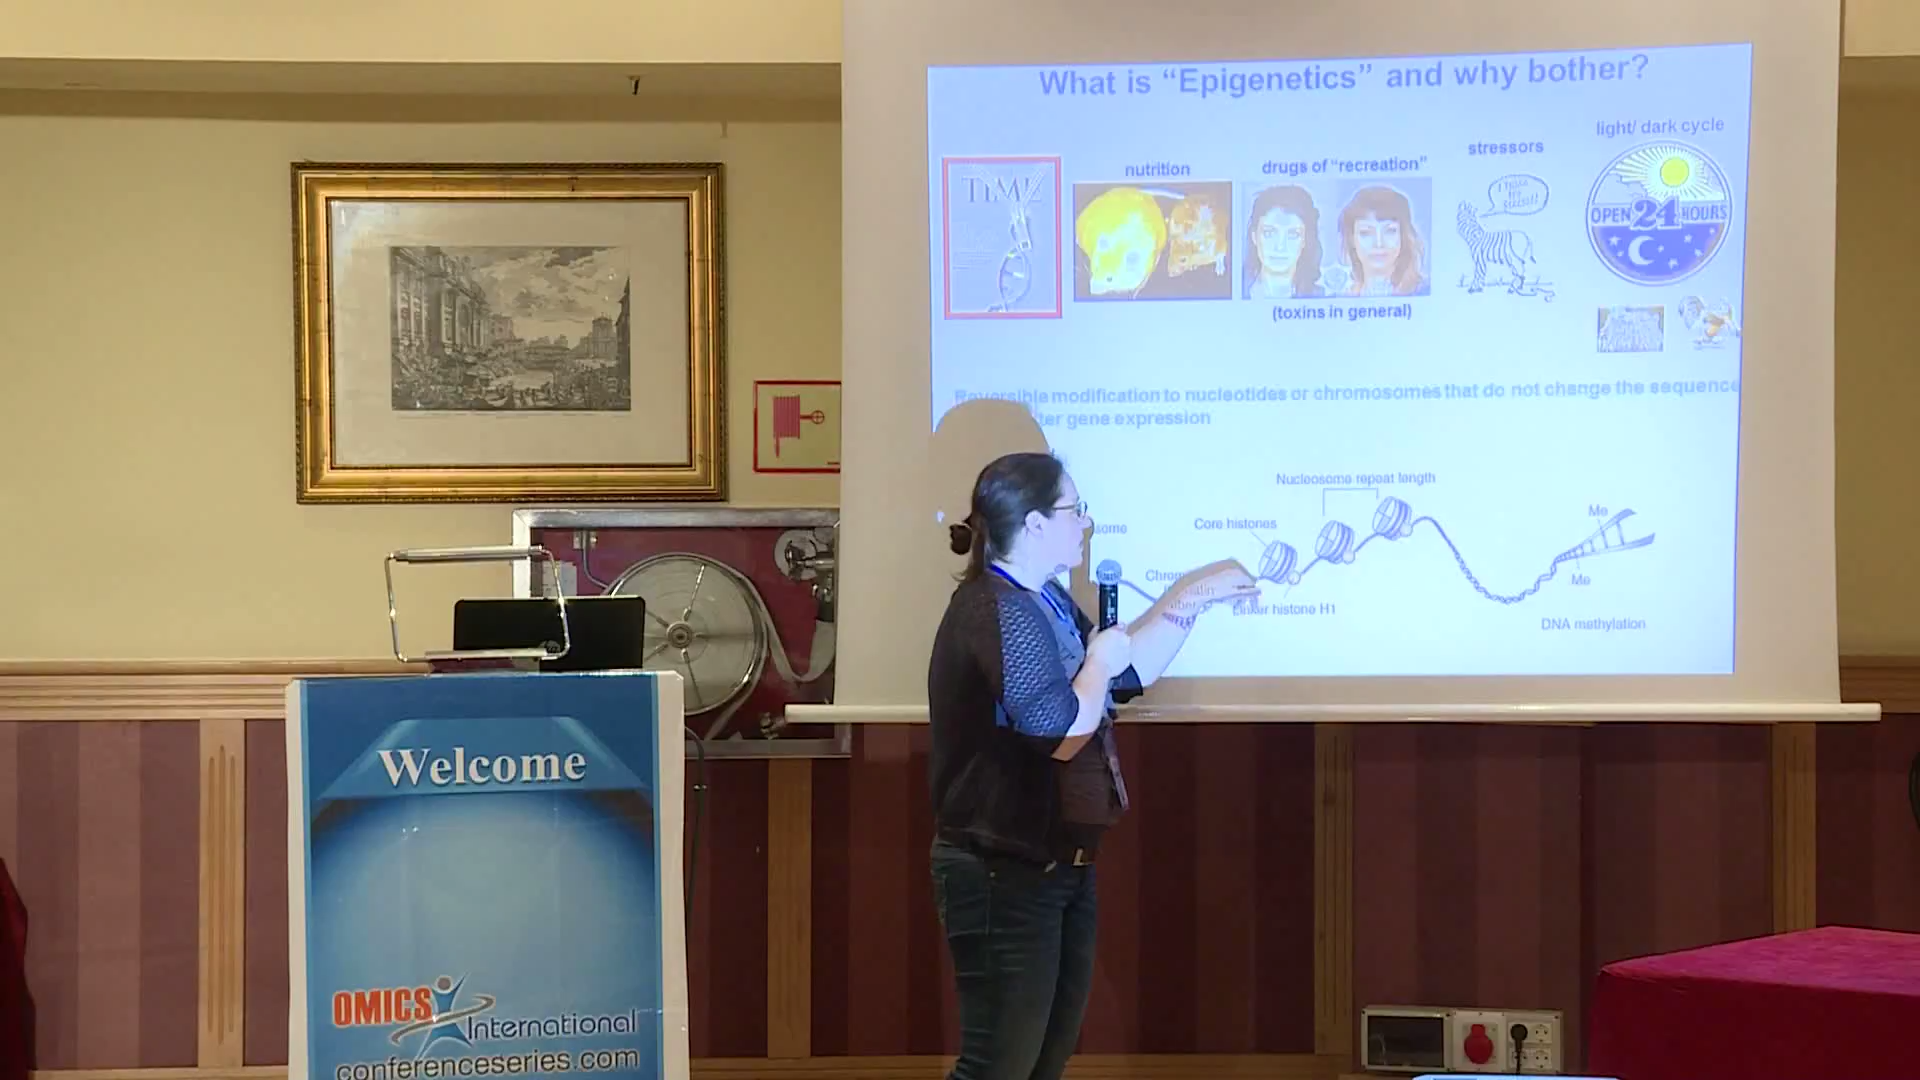 What is “Epigenetics” and why bother?
light/ dark cycle
stressors
drugs of “recreation”
nutrition
TIME
OPEN 24 HOURS
(toxins in general)
modification to nucleotides or chromosomes that do not change the sequence
gene expression
Nucleosome repeat length
Core histones
Me
Me
Linker histone H1
DNA methylation
Welcome
OMICS
International
conferenceseries.com